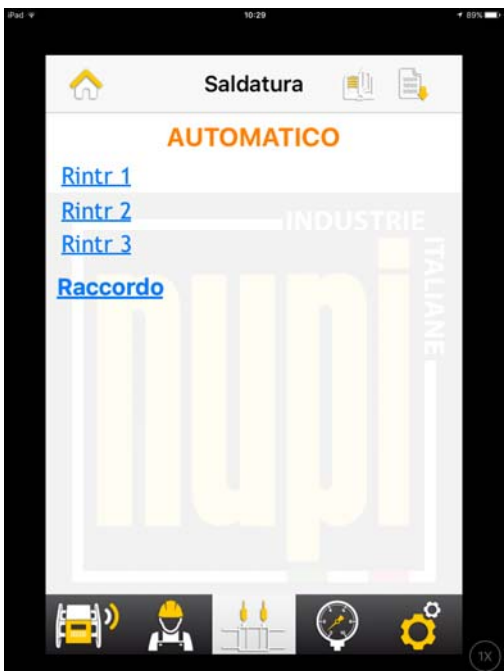 iPad 10:29 89%
Saldatura
AUTOMATICO
Rintr 1
Rintr 2
Rintr 3
Raccordo
INDUSTRIE
ITALIANE
nupi
1X